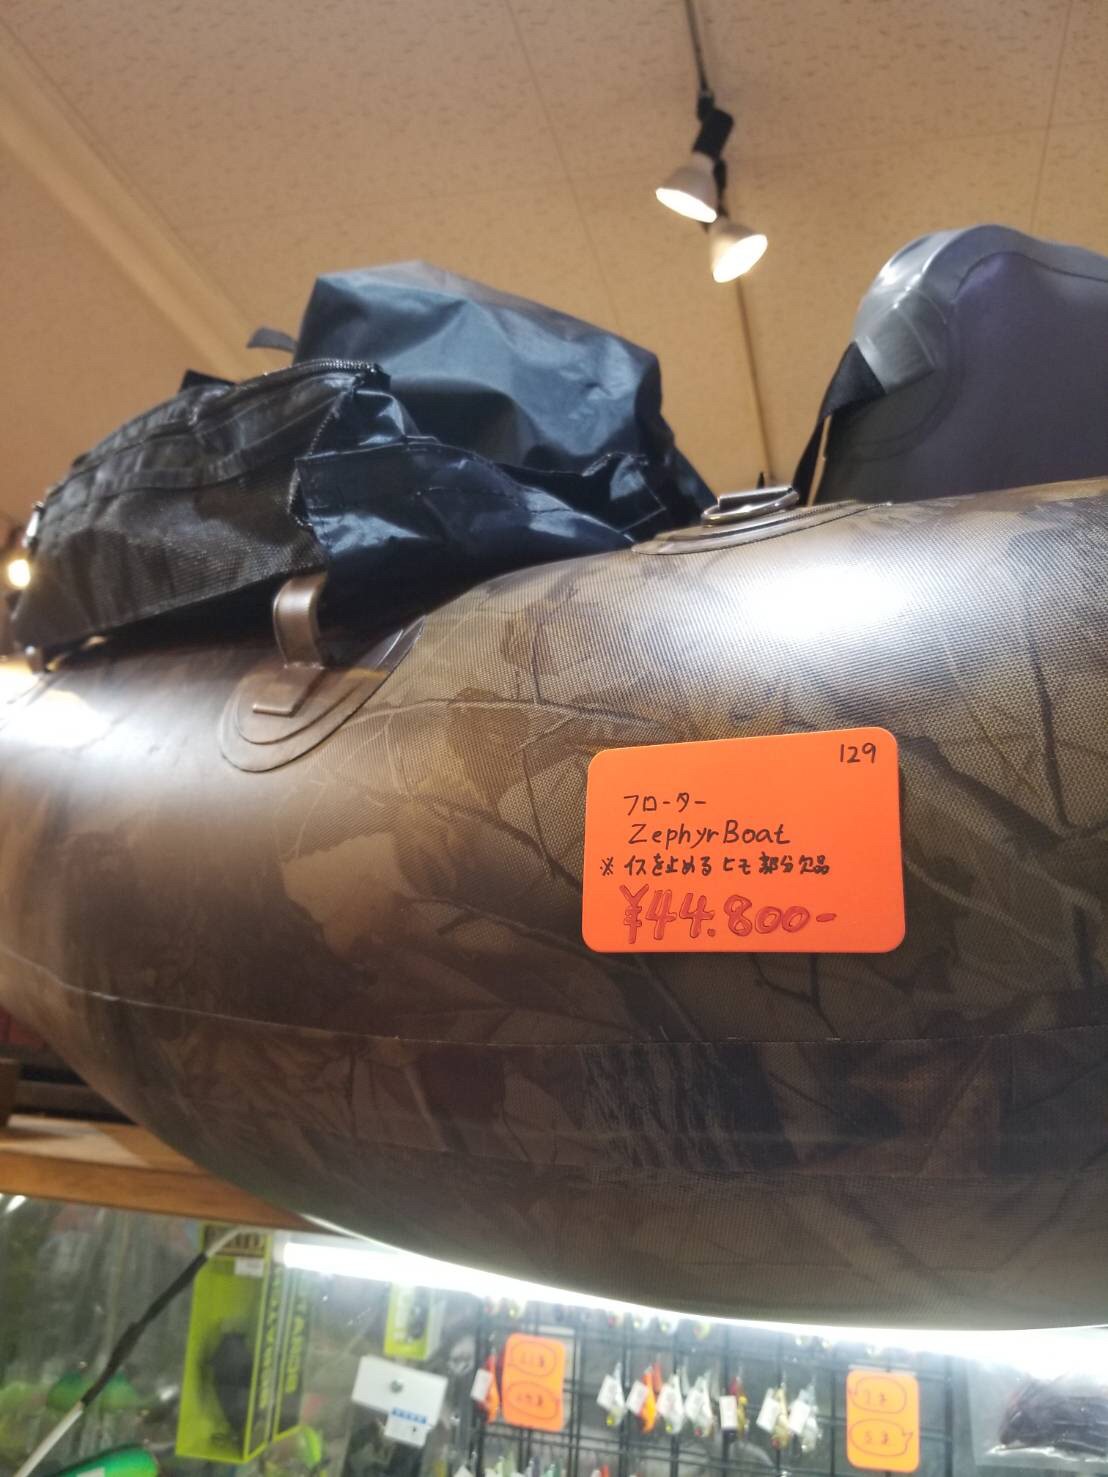 129
フローター
ZephyrBoat
※ イスを止める ヒモ 部分欠品
¥44.800-